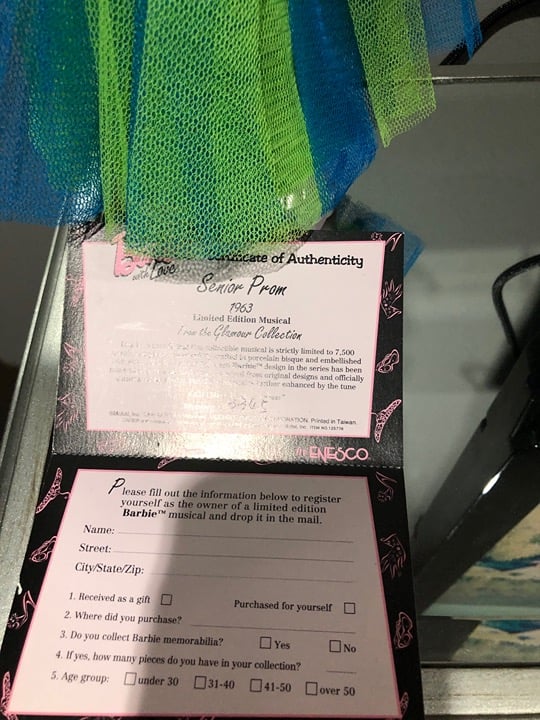 with Love
of Authenticity
Senior Prom
1963
Limited Edition Musical
From the Glamour Collection
collectible musical is strictly limited to 7,500
crafted in porcelain bisque and embellished
Barbie™ design in the series has been
from original designs and officially
further enhanced by the tune
Printed in Taiwan.
ENESCO
Please fill out the information below to register
yourself as the owner of a limited edition
Barbie™ musical and drop it in the mail.
Name:
Street:
City/State/Zip:
1. Received as a gift Purchased for yourself
2. Where did you purchase?
3. Do you collect Barbie memorabilia? Yes No
4. If yes, how many pieces do you have in your collection?
5. Age group: under 30 31-40 41-50 over 50